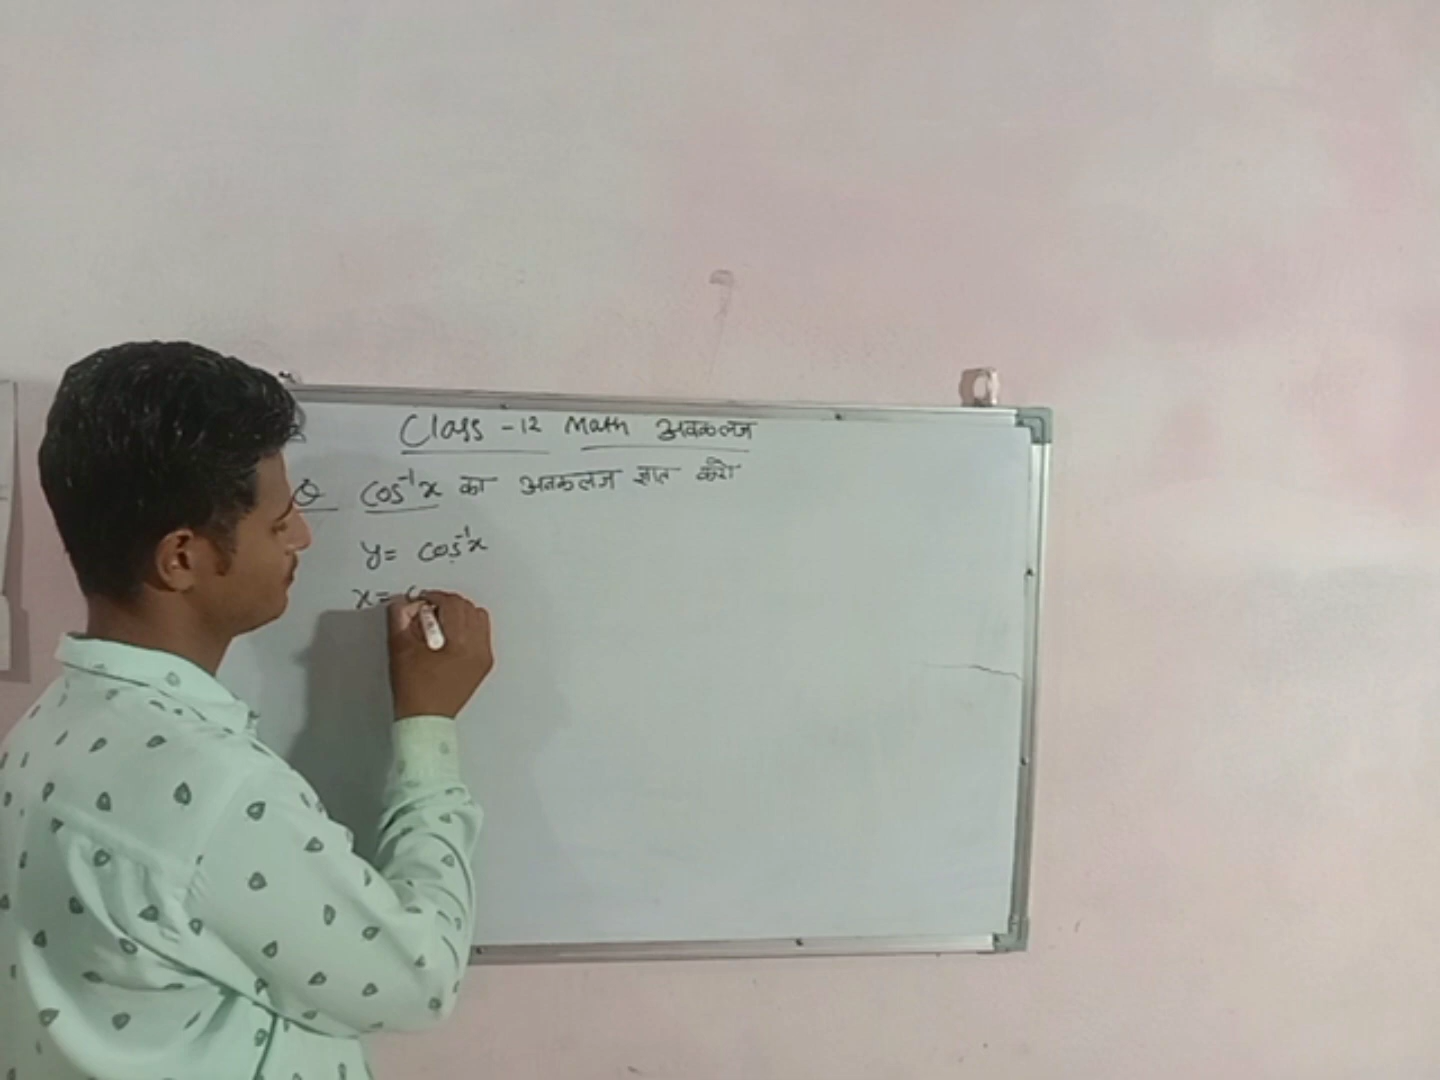 Class - 12 Math अवकलज
Q cos⁻¹x का अवकलज ज्ञात करो
y = cos⁻¹x
x =